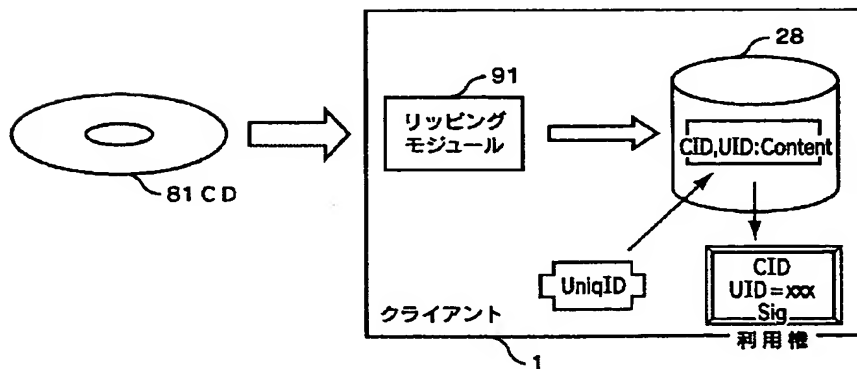 28
91
リッピング
モジュール
CID,UID:Content
81 CD
UniqID
CID
UID=xxx
Sig
クライアント
利用権
1